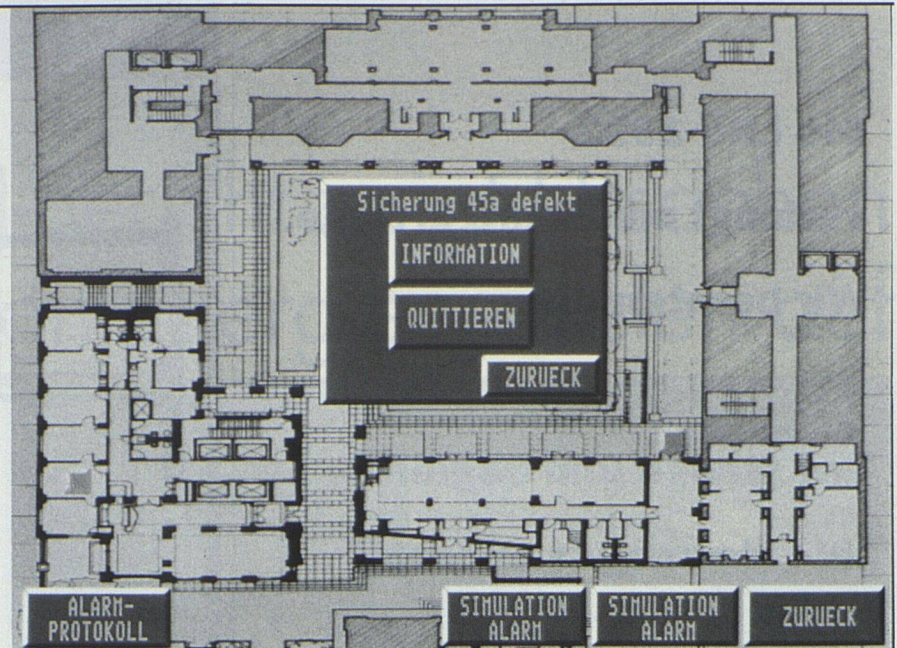 Sicherung 45a defekt
INFORMATION
QUITTIEREN
ZURUECK
ALARM-
PROTOKOLL
SIMULATION
ALARM
SIMULATION
ALARM
ZURUECK